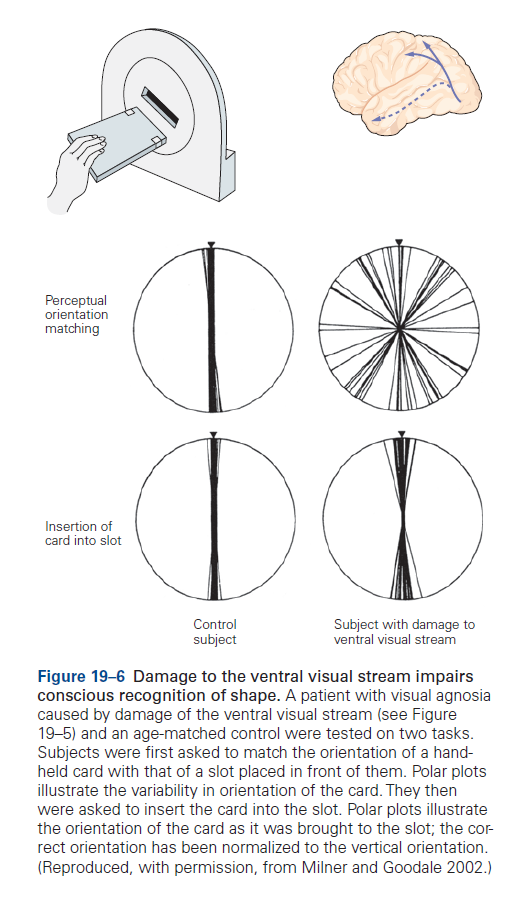 Perceptual
orientation
matching
Insertion of
card into slot
Control
subject
Subject with damage to
ventral visual stream
Figure 19–6 Damage to the ventral visual stream impairs
conscious recognition of shape. A patient with visual agnosia
caused by damage of the ventral visual stream (see Figure
19–5) and an age-matched control were tested on two tasks.
Subjects were first asked to match the orientation of a hand-
held card with that of a slot placed in front of them. Polar plots
illustrate the variability in orientation of the card. They then
were asked to insert the card into the slot. Polar plots illustrate
the orientation of the card as it was brought to the slot; the cor-
rect orientation has been normalized to the vertical orientation.
(Reproduced, with permission, from Milner and Goodale 2002.)